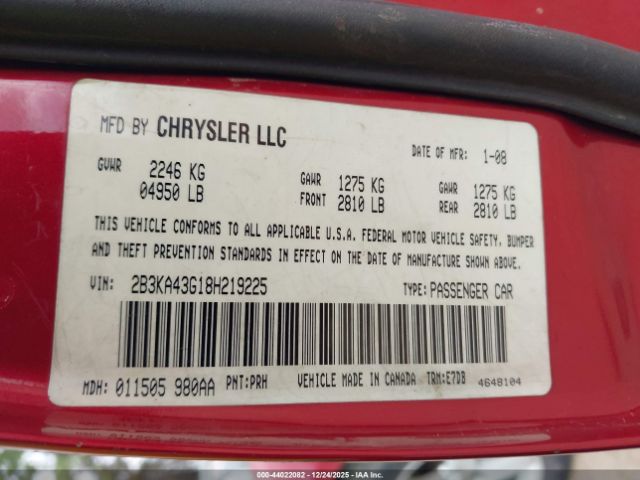 MFD BY CHRYSLER LLC DATE OF MFR: 1-08
GVWR 2246 KG GAWR 1275 KG GAWR 1275 KG
04950 LB FRONT 2810 LB REAR 2810 LB
THIS VEHICLE CONFORMS TO ALL APPLICABLE U.S.A. FEDERAL MOTOR VEHICLE SAFETY, BUMPER
AND THEFT PREVENTION STANDARDS IN EFFECT ON THE DATE OF MANUFACTURE SHOWN ABOVE.
VIN: 2B3KA43G18H219225 TYPE: PASSENGER CAR
MDH: 011505 980AA PNT:PRH VEHICLE MADE IN CANADA TRM:E7DB 4648104
000-44022082 - 12/24/2025 - IAA Inc.